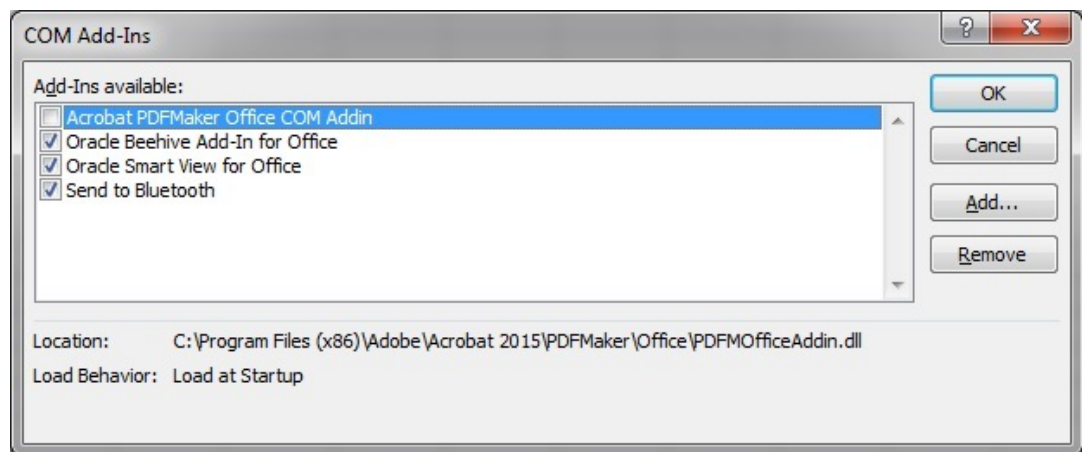 COM Add-Ins
Add-Ins available:
Acrobat PDFMaker Office COM Addin
Oracle Beehive Add-In for Office
Oracle Smart View for Office
Send to Bluetooth
OK
Cancel
Add...
Remove
Location: C:\Program Files (x86)\Adobe\Acrobat 2015\PDFMaker\Office\PDFMOfficeAddin.dll
Load Behavior: Load at Startup